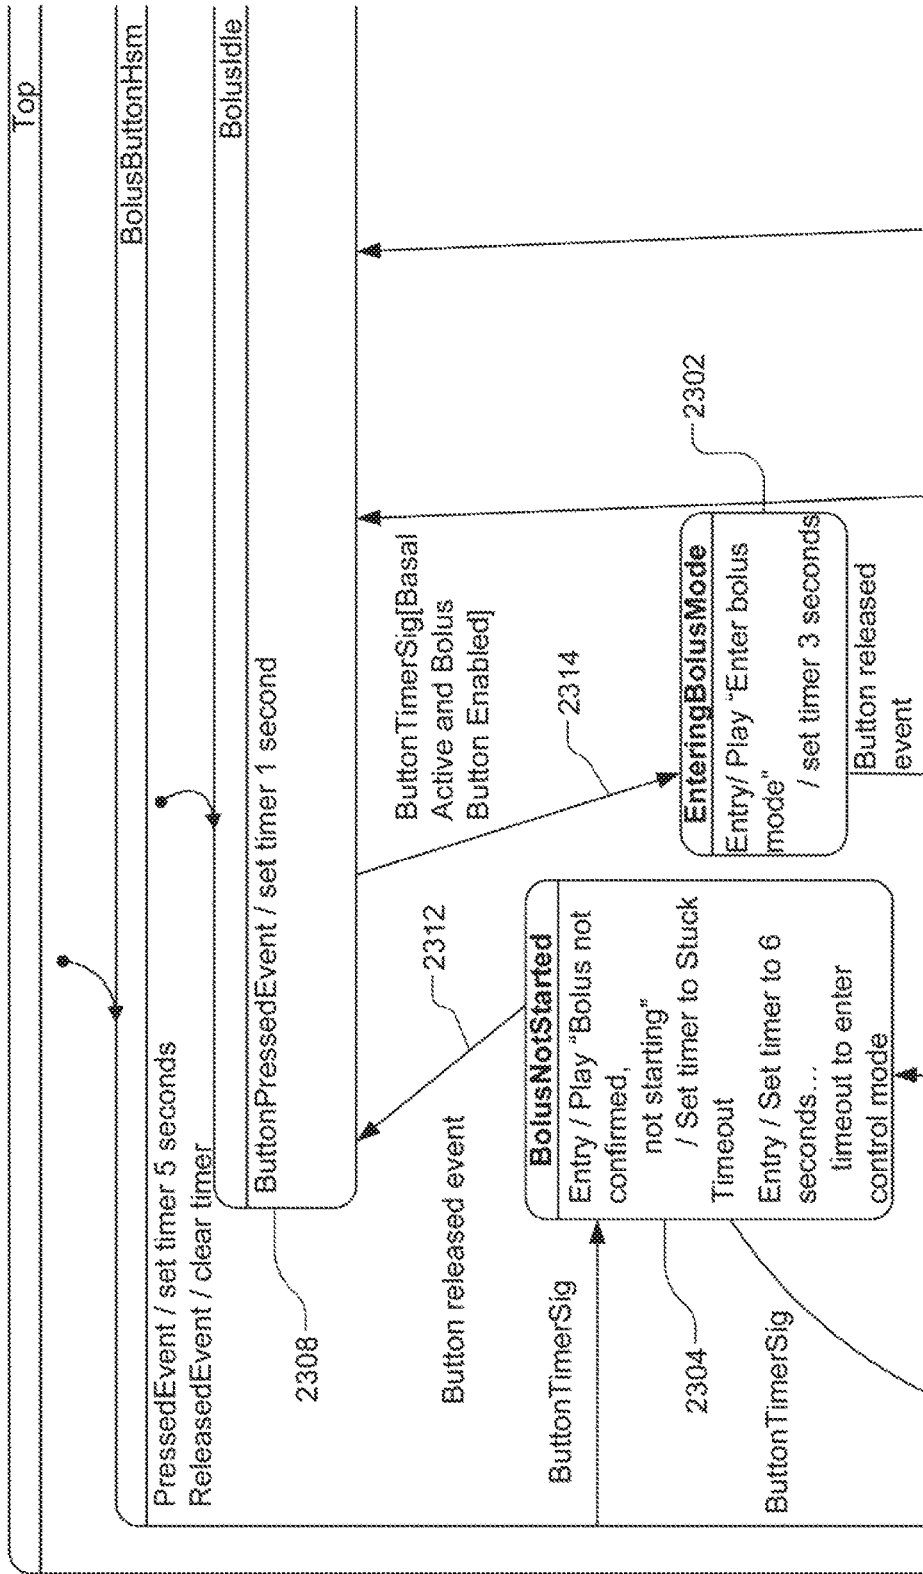 Top
BolusButtonHsm
PressedEvent / set timer 5 seconds
ReleasedEvent / clear timer
BolusIdle
ButtonPressedEvent / set timer 1 second
2308
Button released event
2312
ButtonTimerSig[Basal
Active and Bolus
Button Enabled]
2314
ButtonTimerSig
BolusNotStarted
Entry / Play "Bolus not
confirmed,
not starting"
/ Set timer to Stuck
Timeout
Entry / Set timer to 6
seconds...
timeout to enter
control mode
2304
ButtonTimerSig
EnteringBolusMode
Entry/ Play "Enter bolus
mode"
/ set timer 3 seconds
2302
Button released
event